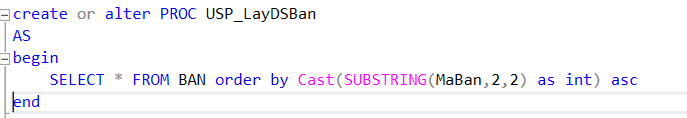 create or alter PROC USP_LayDSBan
AS
begin
SELECT * FROM BAN order by Cast(SUBSTRING(MaBan,2,2) as int) asc
end